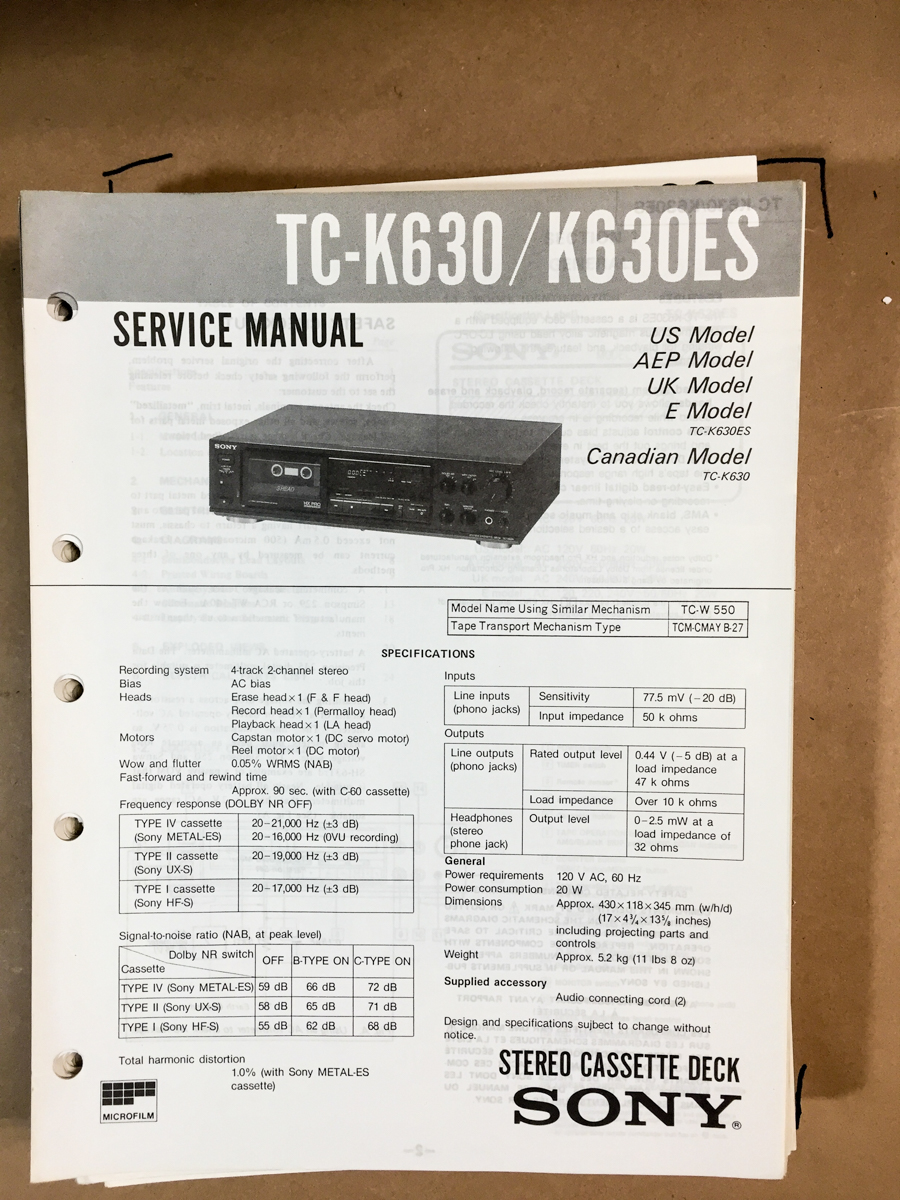 TC-K630/K630ES
SERVICE MANUAL
US Model
AEP Model
UK Model
E Model
TC-K630ES
Canadian Model
TC-K630
SONY
HX PRO
Model Name Using Similar Mechanism TC-W 550
Tape Transport Mechanism Type TCM-CMAY B-27
SPECIFICATIONS
Recording system 4-track 2-channel stereo
Bias AC bias
Heads Erase head×1 (F & F head)
Record head×1 (Permalloy head)
Playback head×1 (LA head)
Motors Capstan motor×1 (DC servo motor)
Reel motor×1 (DC motor)
Wow and flutter 0.05% WRMS (NAB)
Fast-forward and rewind time
Approx. 90 sec. (with C-60 cassette)
Frequency response (DOLBY NR OFF)
TYPE IV cassette 20–21,000 Hz (±3 dB)
(Sony METAL-ES) 20–16,000 Hz (0VU recording)
TYPE II cassette 20–19,000 Hz (±3 dB)
(Sony UX-S)
TYPE I cassette 20–17,000 Hz (±3 dB)
(Sony HF-S)
Signal-to-noise ratio (NAB, at peak level)
Dolby NR switch OFF B-TYPE ON C-TYPE ON
Cassette
TYPE IV (Sony METAL-ES) 59 dB 66 dB 72 dB
TYPE II (Sony UX-S) 58 dB 65 dB 71 dB
TYPE I (Sony HF-S) 55 dB 62 dB 68 dB
Total harmonic distortion
1.0% (with Sony METAL-ES
cassette)
MICROFILM
Inputs
Line inputs Sensitivity 77.5 mV (−20 dB)
(phono jacks) Input impedance 50 k ohms
Outputs
Line outputs Rated output level 0.44 V (−5 dB) at a
(phono jacks) load impedance
47 k ohms
Load impedance Over 10 k ohms
Headphones Output level 0–2.5 mW at a
(stereo load impedance of
phone jack) 32 ohms
General
Power requirements 120 V AC, 60 Hz
Power consumption 20 W
Dimensions Approx. 430×118×345 mm (w/h/d)
(17×4¾×13⅝ inches)
including projecting parts and
controls
Weight Approx. 5.2 kg (11 lbs 8 oz)
Supplied accessory
Audio connecting cord (2)
Design and specifications sujbect to change without
notice.
STEREO CASSETTE DECK
SONY®